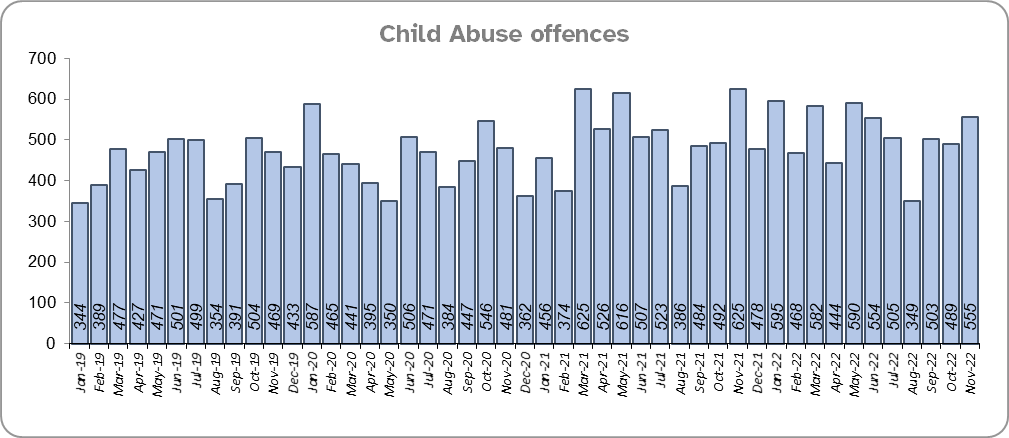 Child Abuse offences
700
600
500
400
300
200
100
0
344 389 477 427 471 501 499 354 391 504 469 433 587 465 441 395 350 506 471 384 447 546 481 362 456 374 625 526 616 507 523 386 484 492 625 478 595 468 582 444 590 554 505 349 503 489 555
Jan-19 Feb-19 Mar-19 Apr-19 May-19 Jun-19 Jul-19 Aug-19 Sep-19 Oct-19 Nov-19 Dec-19 Jan-20 Feb-20 Mar-20 Apr-20 May-20 Jun-20 Jul-20 Aug-20 Sep-20 Oct-20 Nov-20 Dec-20 Jan-21 Feb-21 Mar-21 Apr-21 May-21 Jun-21 Jul-21 Aug-21 Sep-21 Oct-21 Nov-21 Dec-21 Jan-22 Feb-22 Mar-22 Apr-22 May-22 Jun-22 Jul-22 Aug-22 Sep-22 Oct-22 Nov-22